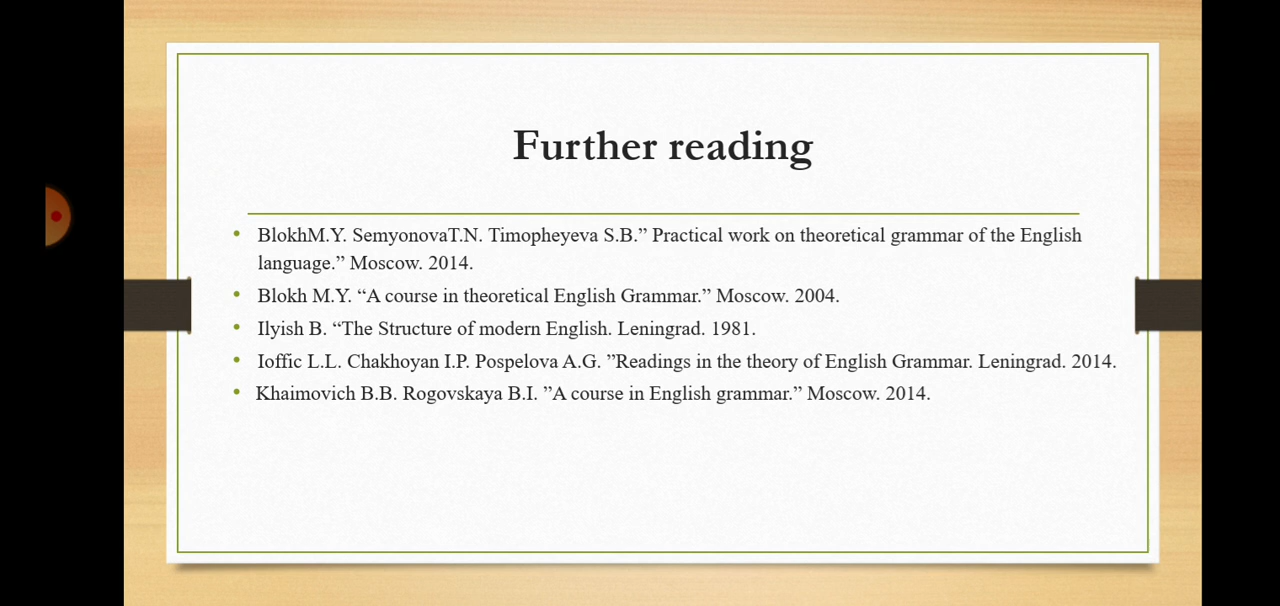 Further reading
BlokhM.Y. SemyonovaT.N. Timopheyeva S.B.” Practical work on theoretical grammar of the English
language.” Moscow. 2014.
Blokh M.Y. “A course in theoretical English Grammar.” Moscow. 2004.
Ilyish B. “The Structure of modern English. Leningrad. 1981.
Ioffic L.L. Chakhoyan I.P. Pospelova A.G. ”Readings in the theory of English Grammar. Leningrad. 2014.
Khaimovich B.B. Rogovskaya B.I. ”A course in English grammar.” Moscow. 2014.